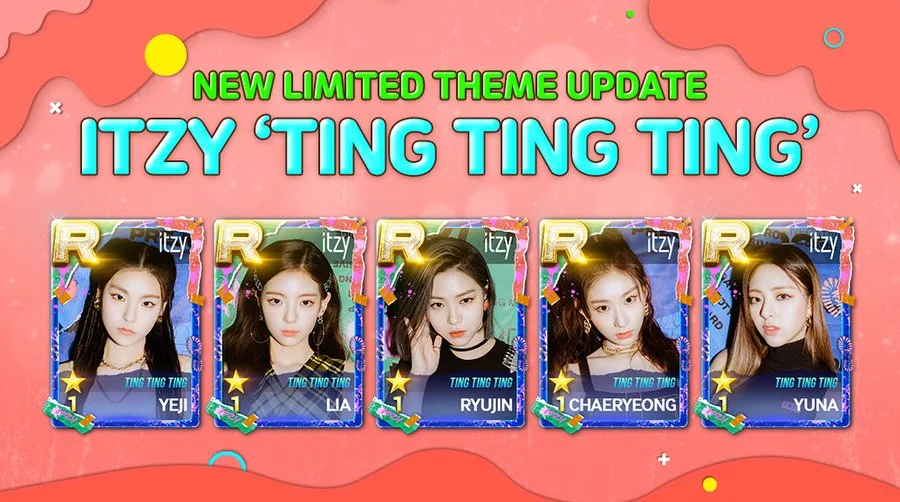 NEW LIMITED THEME UPDATE
ITZY ‘TING TING TING’
R itzy
TING TING TING
1 YEJI
R itzy
TING TING TING
1 LIA
R itzy
TING TING TING
1 RYUJIN
R itzy
TING TING TING
1 CHAERYEONG
R itzy
TING TING TING
1 YUNA